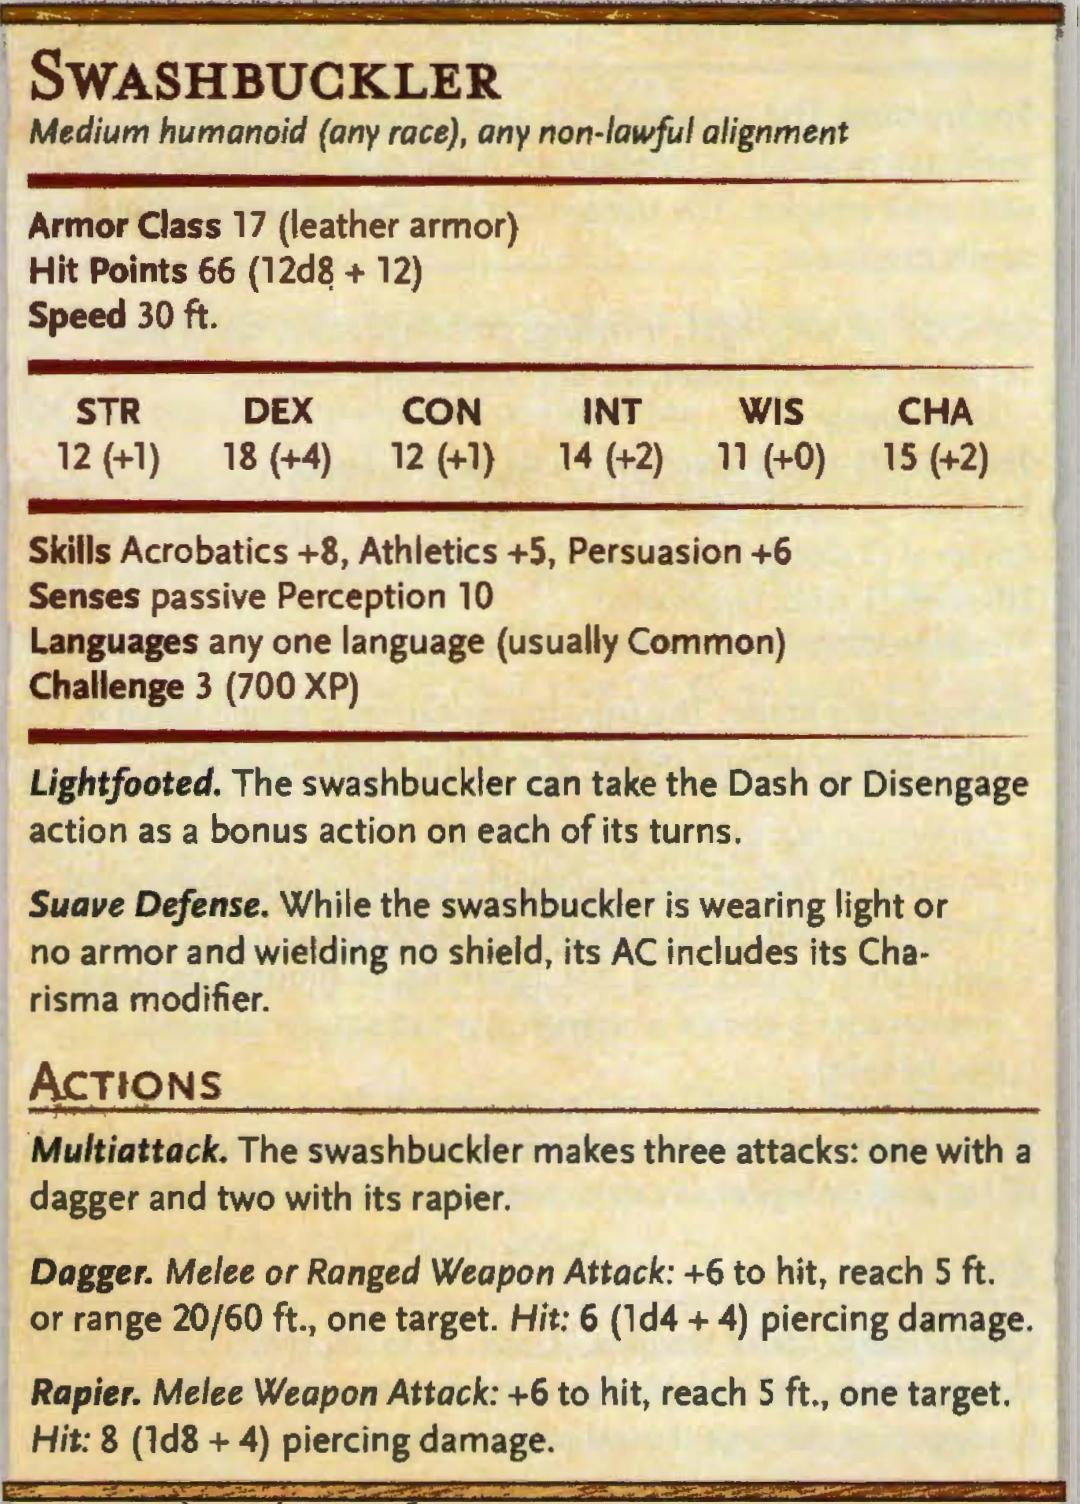 SWASHBUCKLER
Medium humanoid (any race), any non-lawful alignment
Armor Class 17 (leather armor)
Hit Points 66 (12d8 + 12)
Speed 30 ft.
STR DEX CON INT WIS CHA
12 (+1) 18 (+4) 12 (+1) 14 (+2) 11 (+0) 15 (+2)
Skills Acrobatics +8, Athletics +5, Persuasion +6
Senses passive Perception 10
Languages any one language (usually Common)
Challenge 3 (700 XP)
Lightfooted. The swashbuckler can take the Dash or Disengage
action as a bonus action on each of its turns.
Suave Defense. While the swashbuckler is wearing light or
no armor and wielding no shield, its AC includes its Cha-
risma modifier.
ACTIONS
Multiattack. The swashbuckler makes three attacks: one with a
dagger and two with its rapier.
Dagger. Melee or Ranged Weapon Attack: +6 to hit, reach 5 ft.
or range 20/60 ft., one target. Hit: 6 (1d4 + 4) piercing damage.
Rapier. Melee Weapon Attack: +6 to hit, reach 5 ft., one target.
Hit: 8 (1d8 + 4) piercing damage.